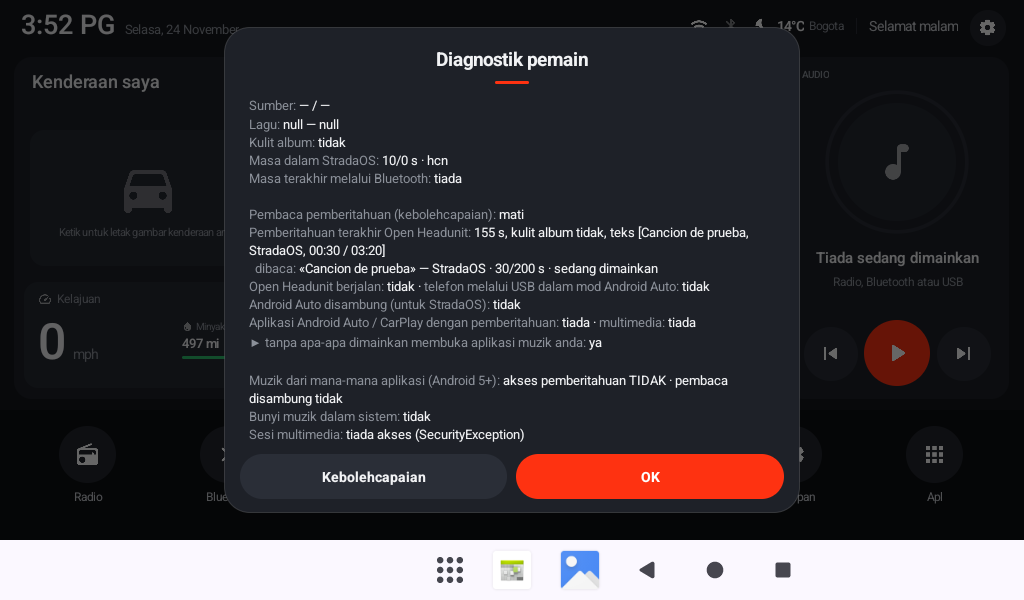 3:52 PG
Selasa, 24 November
14°C Bogota
Selamat malam
Kenderaan saya
AUDIO
Ketik untuk letak gambar kenderaan
Kelajuan
0 mph
Minyak
497 mi
Tiada sedang dimainkan
Radio, Bluetooth atau USB
Radio
Apl
Diagnostik pemain
Sumber: — / —
Lagu: null — null
Kulit album: tidak
Masa dalam StradaOS: 10/0 s · hcn
Masa terakhir melalui Bluetooth: tiada
Pembaca pemberitahuan (kebolehcapaian): mati
Pemberitahuan terakhir Open Headunit: 155 s, kulit album tidak, teks [Cancion de prueba,
StradaOS, 00:30 / 03:20]
dibaca: «Cancion de prueba» — StradaOS · 30/200 s · sedang dimainkan
Open Headunit berjalan: tidak · telefon melalui USB dalam mod Android Auto: tidak
Android Auto disambung (untuk StradaOS): tidak
Aplikasi Android Auto / CarPlay dengan pemberitahuan: tiada · multimedia: tiada
► tanpa apa-apa dimainkan membuka aplikasi muzik anda: ya
Muzik dari mana-mana aplikasi (Android 5+): akses pemberitahuan TIDAK · pembaca
disambung tidak
Bunyi muzik dalam sistem: tidak
Sesi multimedia: tiada akses (SecurityException)
Kebolehcapaian
OK